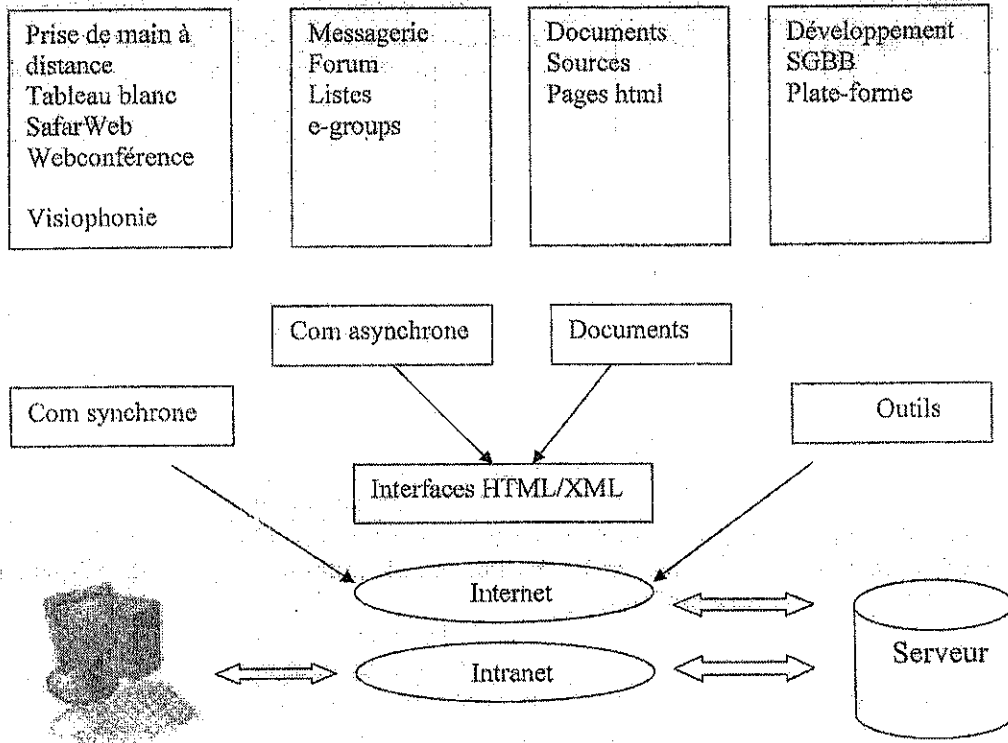 Prise de main à
distance
Tableau blanc
SafarWeb
Webconférence
Visiophonie
Messagerie
Forum
Listes
e-groups
Documents
Sources
Pages html
Développement
SGBB
Plate-forme
Com asynchrone
Documents
Com synchrone
Outils
Interfaces HTML/XML
Internet
Intranet
Serveur